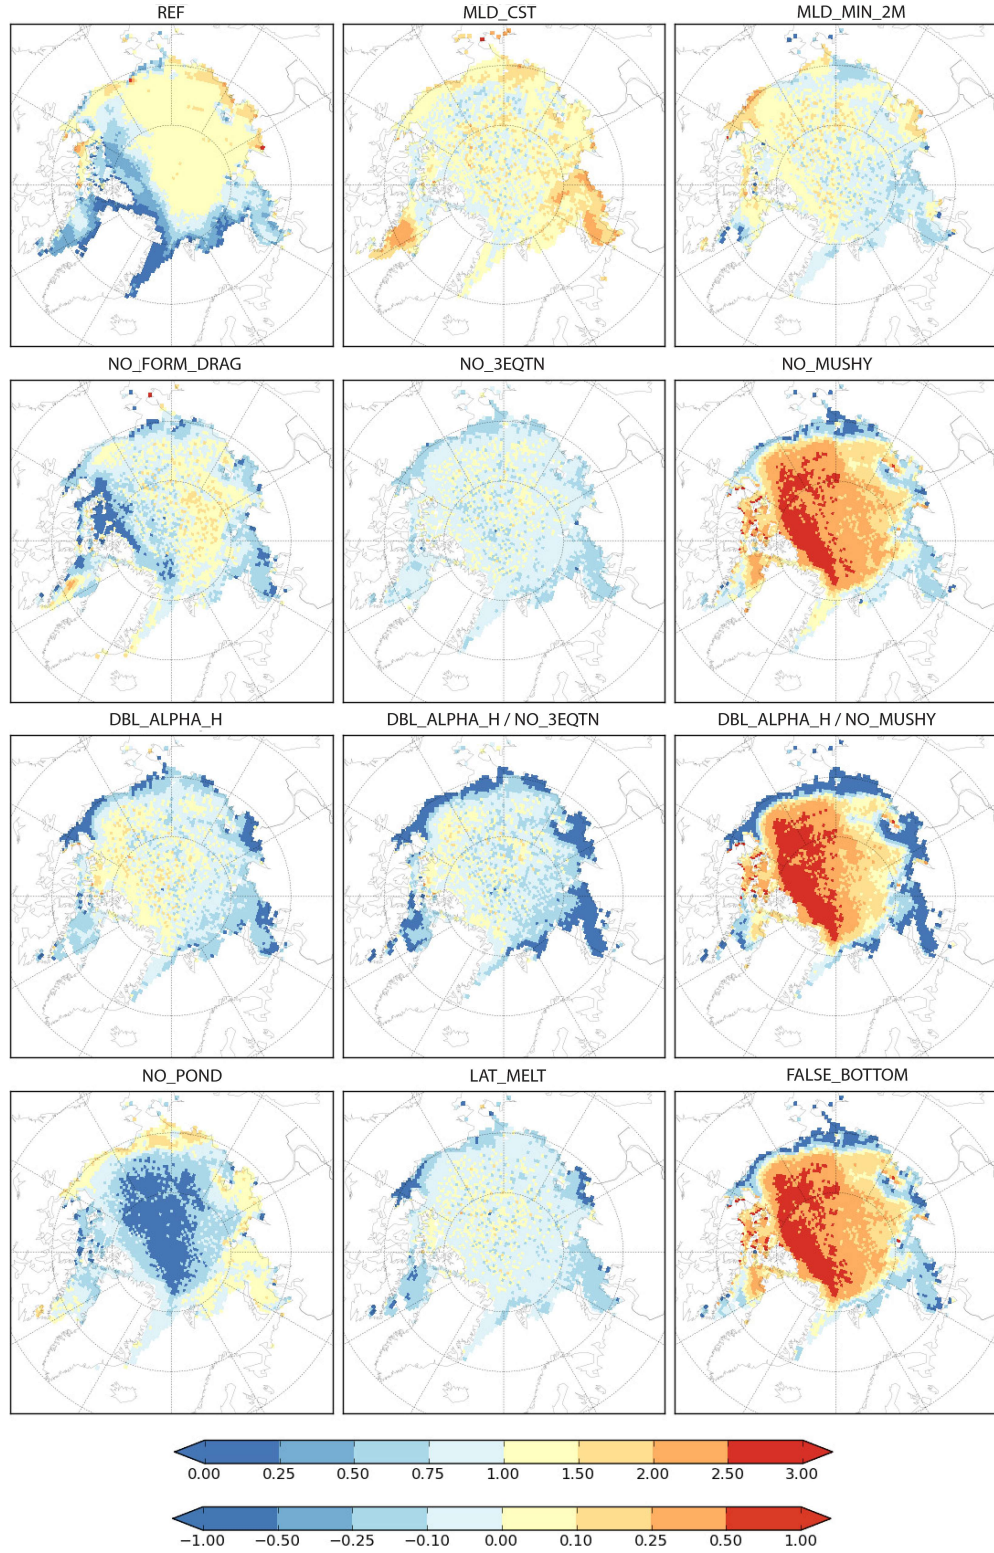 REF MLD_CST MLD_MIN_2M
NO_FORM_DRAG NO_3EQTN NO_MUSHY
DBL_ALPHA_H DBL_ALPHA_H / NO_3EQTN DBL_ALPHA_H / NO_MUSHY
NO_POND LAT_MELT FALSE_BOTTOM
0.00 0.25 0.50 0.75 1.00 1.50 2.00 2.50 3.00
−1.00 −0.50 −0.25 −0.10 0.00 0.10 0.25 0.50 1.00